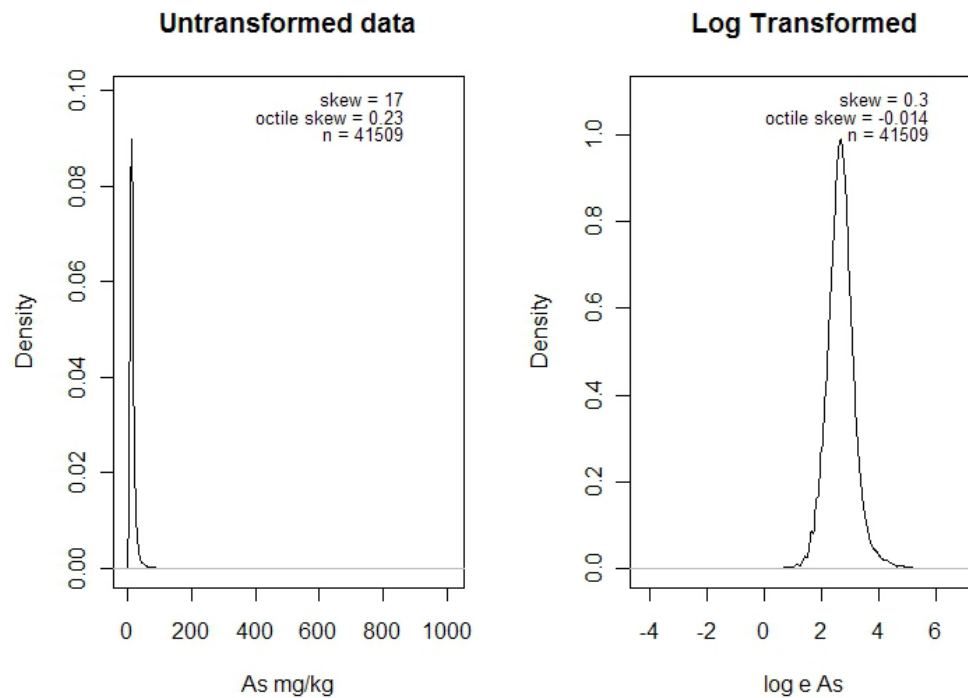 Untransformed data
skew = 17
octile skew = 0.23
n = 41509
0.10
0.08
0.06
0.04
0.02
0.00
Density
0 200 400 600 800 1000
As mg/kg
Log Transformed
skew = 0.3
octile skew = -0.014
n = 41509
1.0
0.8
0.6
0.4
0.2
0.0
Density
-4 -2 0 2 4 6
log e As